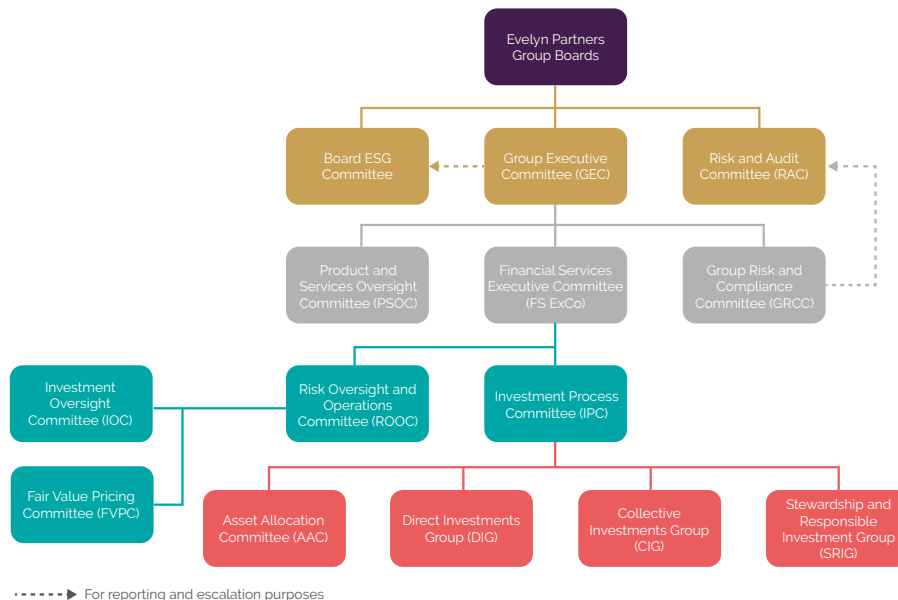 Evelyn Partners
Group Boards
Board ESG
Committee
Group Executive
Committee (GEC)
Risk and Audit
Committee (RAC)
Product and
Services Oversight
Committee (PSOC)
Financial Services
Executive Committee
(FS ExCo)
Group Risk and
Compliance
Committee (GRCC)
Investment
Oversight
Committee (IOC)
Risk Oversight and
Operations
Committee (ROOC)
Investment Process
Committee (IPC)
Fair Value Pricing
Committee (FVPC)
Asset Allocation
Committee (AAC)
Direct Investments
Group (DIG)
Collective
Investments Group
(CIG)
Stewardship and
Responsible
Investment Group
(SRIG)
For reporting and escalation purposes